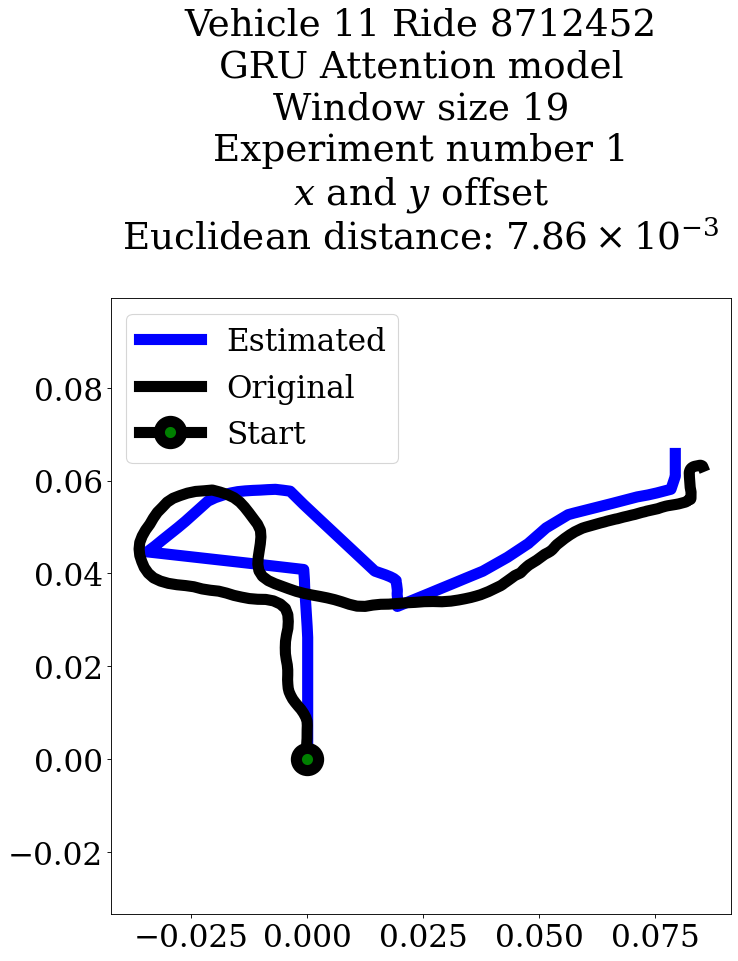 Vehicle 11 Ride 8712452
GRU Attention model
Window size 19
Experiment number 1
x and y offset
Euclidean distance: 7.86 × 10⁻³
Estimated
Original
Start
0.08
0.06
0.04
0.02
0.00
−0.02
−0.025 0.000 0.025 0.050 0.075